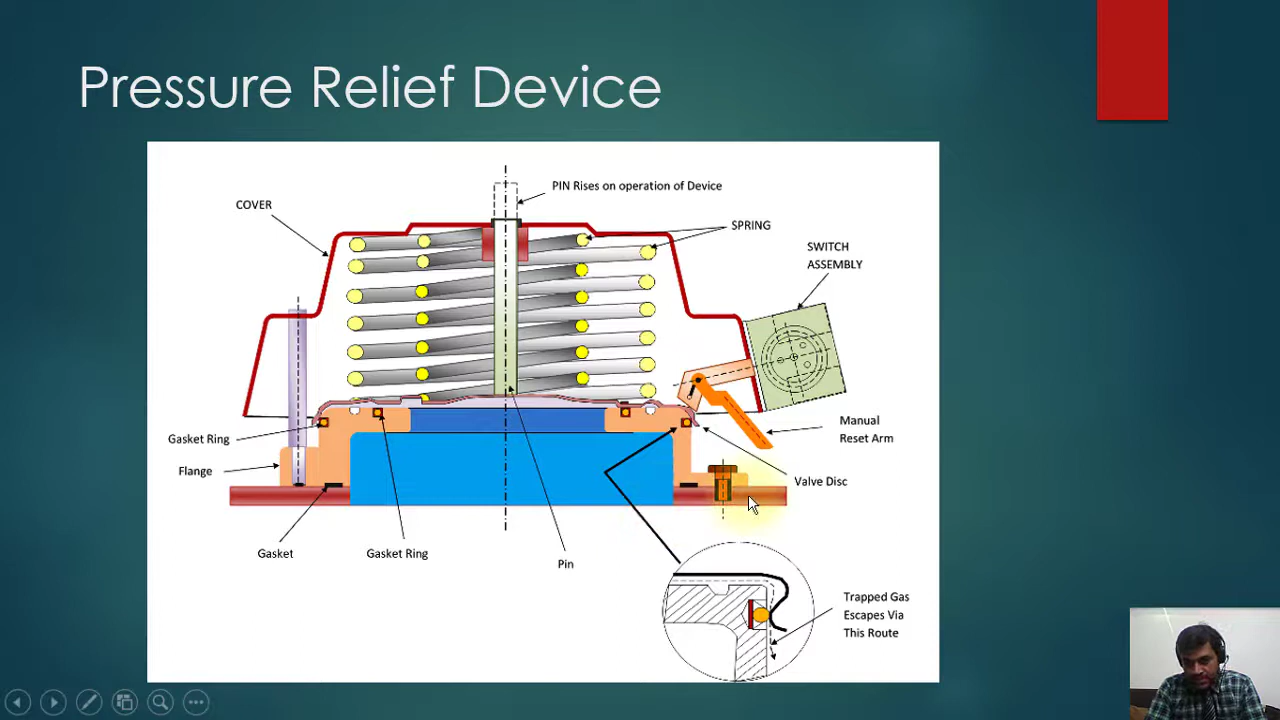 Pressure Relief Device
PIN Rises on operation of Device
COVER
SPRING
SWITCH
ASSEMBLY
Manual
Reset Arm
Gasket Ring
Flange
Valve Disc
Gasket
Gasket Ring
Pin
Trapped Gas
Escapes Via
This Route